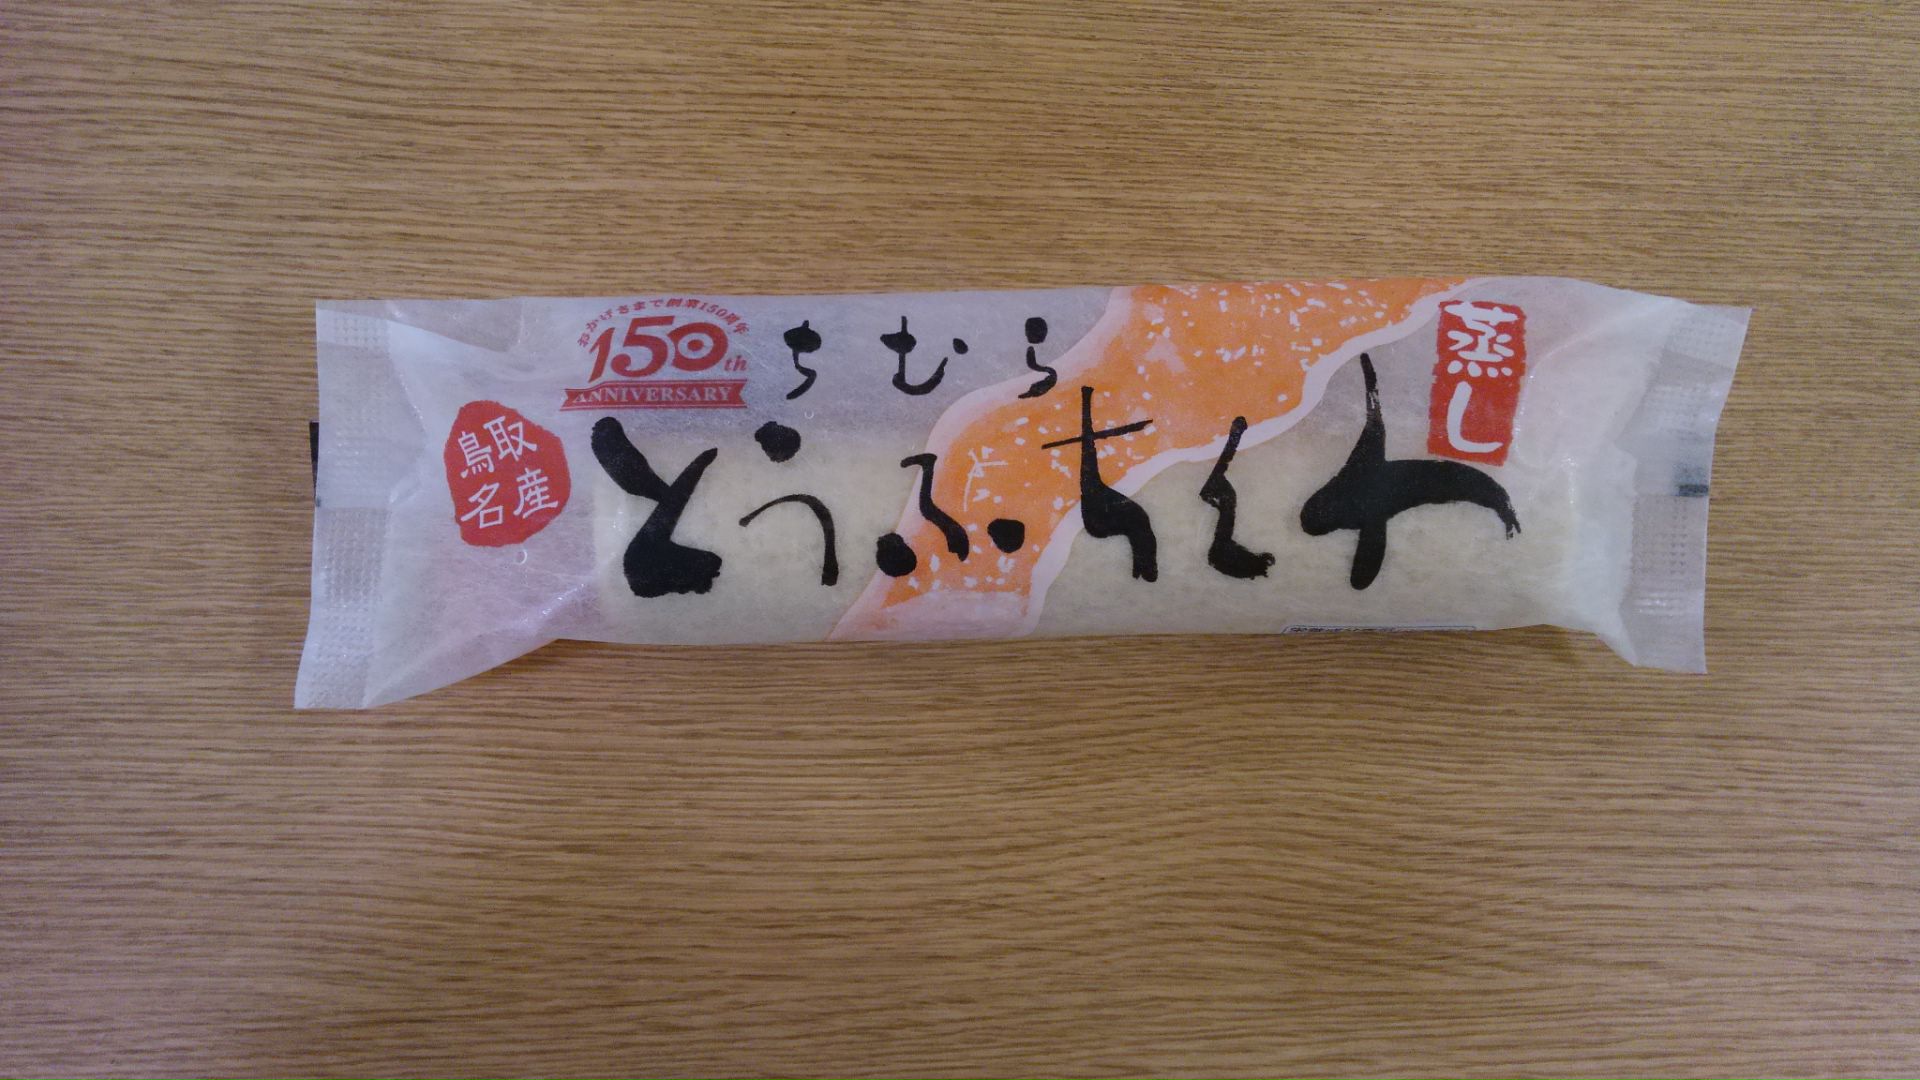 おかげさまで創業150周年
150th
ANNIVERSARY
ちむら
とうふちくわ
蒸し
鳥取
名産